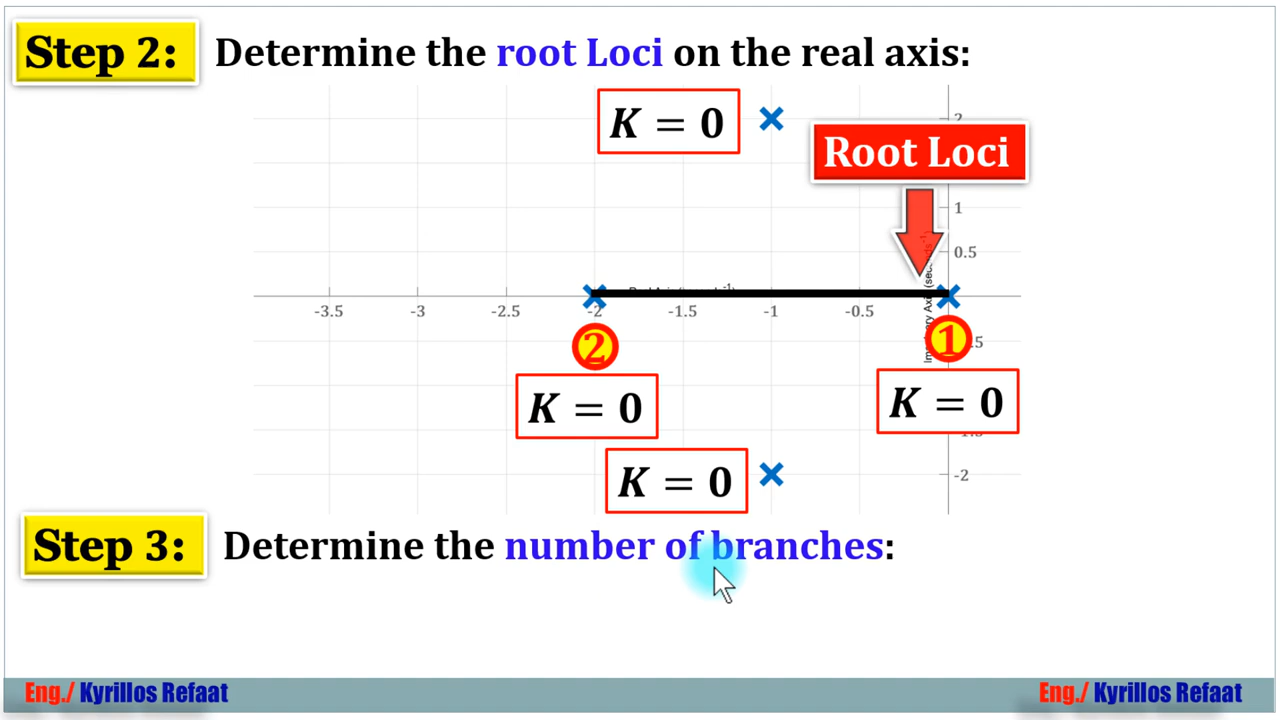 Step 2: Determine the root Loci on the real axis:
K = 0
Root Loci
2
1
0.5
-3.5 -3 -2.5 -2 -1.5 -1 -0.5
2 1
K = 0 K = 0
K = 0
-2
Step 3: Determine the number of branches:
Eng./ Kyrillos Refaat Eng./ Kyrillos Refaat